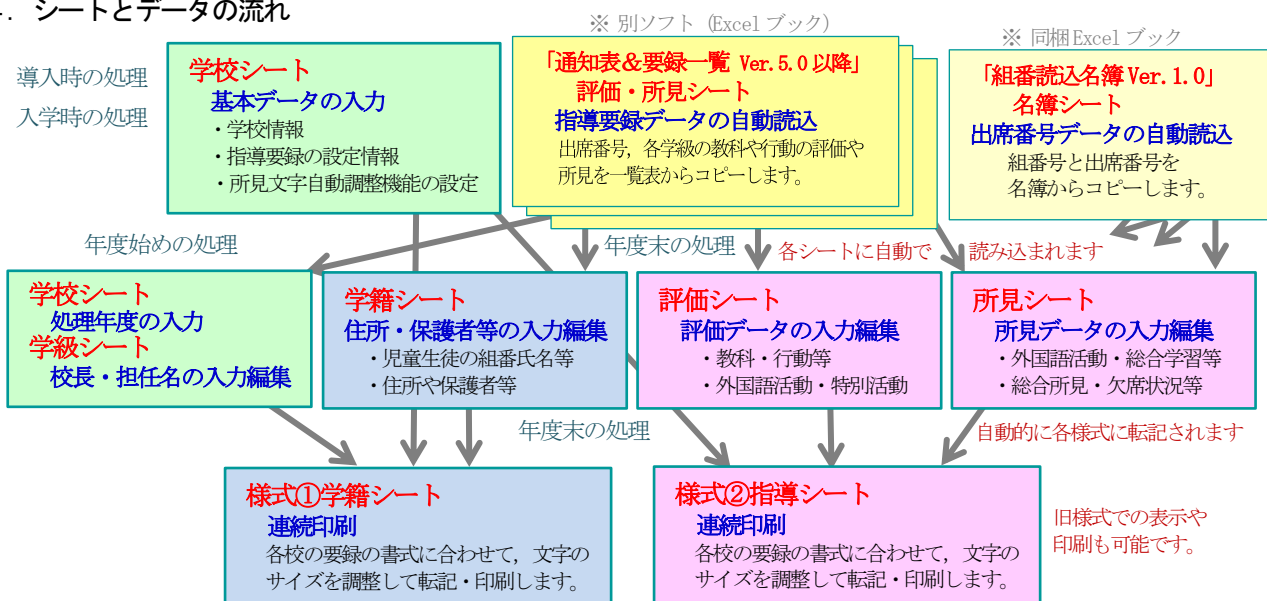 ．シートとデータの流れ
※ 別ソフト（Excel ブック）
※ 同梱Excel ブック
導入時の処理
入学時の処理
学校シート
基本データの入力
・学校情報
・指導要録の設定情報
・所見文字自動調整機能の設定
「通知表＆要録一覧 Ver.5.0 以降」
評価・所見シート
指導要録データの自動読込
出席番号，各学級の教科や行動の評価や
所見を一覧表からコピーします。
「組番読込名簿 Ver.1.0」
名簿シート
出席番号データの自動読込
組番号と出席番号を
名簿からコピーします。
年度始めの処理
年度末の処理
各シートに自動で
読み込まれます
学校シート
処理年度の入力
学級シート
校長・担任名の入力編集
学籍シート
住所・保護者等の入力編集
・児童生徒の組番氏名等
・住所や保護者等
評価シート
評価データの入力編集
・教科・行動等
・外国語活動・特別活動
所見シート
所見データの入力編集
・外国語活動・総合学習等
・総合所見・欠席状況等
年度末の処理
自動的に各様式に転記されます
様式①学籍シート
連続印刷
各校の要録の書式に合わせて，文字の
サイズを調整して転記・印刷します。
様式②指導シート
連続印刷
各校の要録の書式に合わせて，文字の
サイズを調整して転記・印刷します。
旧様式での表示や
印刷も可能です。